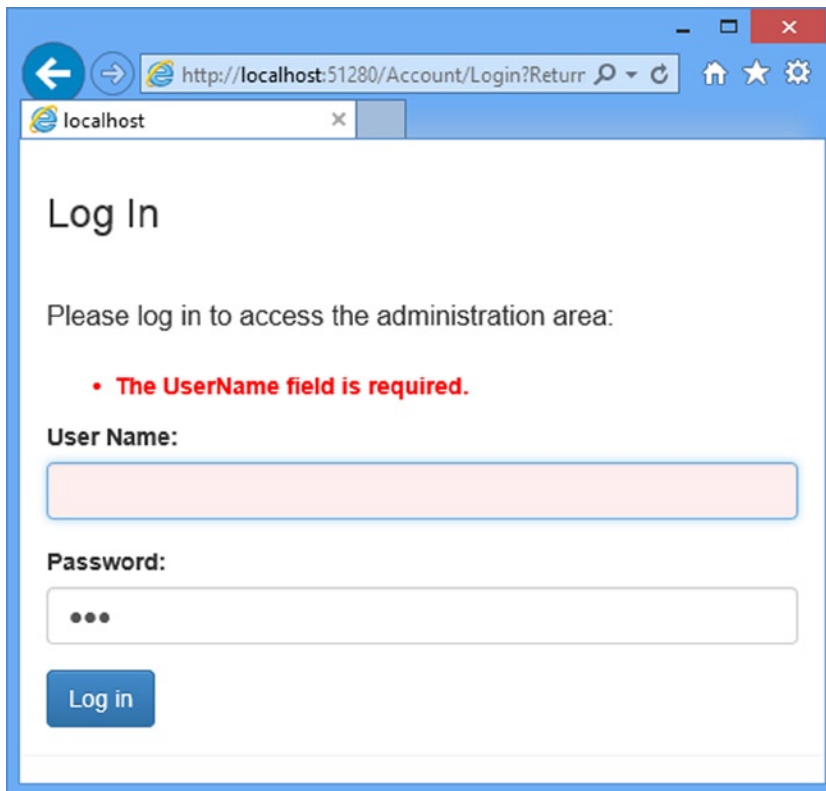 http://localhost:51280/Account/Login?Returr
localhost
Log In
Please log in to access the administration area:
• The UserName field is required.
User Name:
Password:
Log in